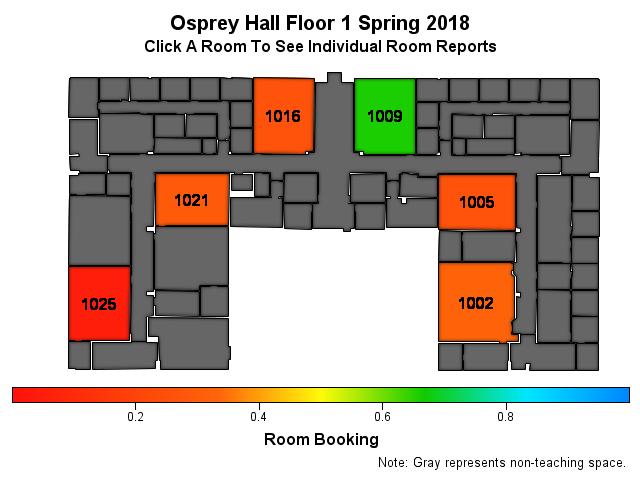 Osprey Hall Floor 1 Spring 2018
Click A Room To See Individual Room Reports
1016
1009
1021
1005
1025
1002
0.2
0.4
0.6
0.8
Room Booking
Note: Gray represents non-teaching space.